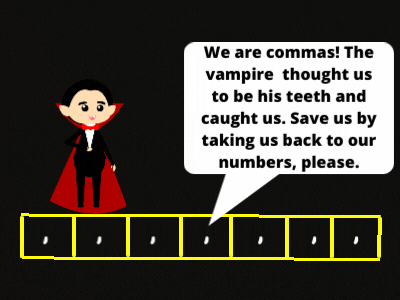 We are commas! The
vampire  thought us
to be his teeth and
caught us. Save us by
taking us back to our
numbers, please.
, , , , , , ,